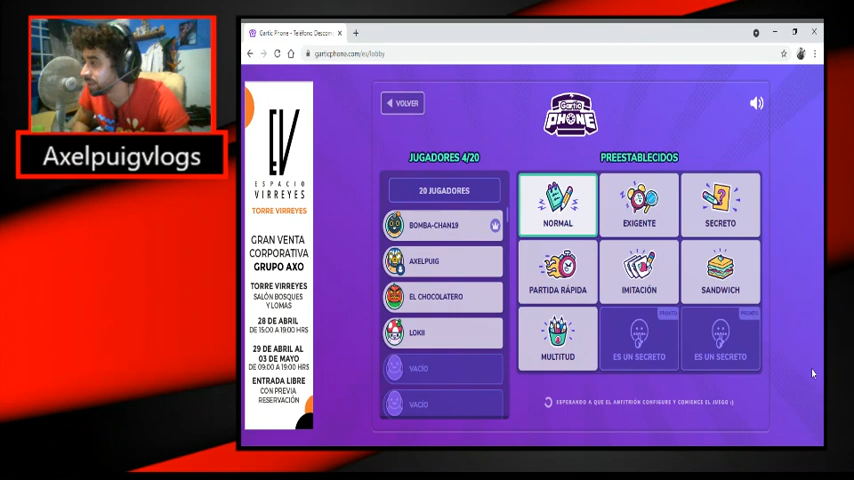 Axelpuigvlogs
Gartic Phone - Teléfono Descom
garticphone.com/es/lobby
EV
ESPACIO
VIRREYES
TORRE VIRREYES
GRAN VENTA
CORPORATIVA
GRUPO AXO
TORRE VIRREYES
SALÓN BOSQUES
Y LOMAS
28 DE ABRIL
DE 15:00 A 19:00 HRS
29 DE ABRIL AL
03 DE MAYO
DE 09:00 A 19:00 HRS
ENTRADA LIBRE
CON PREVIA
RESERVACIÓN
VOLVER
Gartic
PHONE
JUGADORES 4/20
20 JUGADORES
BOMBA-CHAN19
AXELPUIG
EL CHOCOLATERO
LOKII
VACÍO
VACÍO
PREESTABLECIDOS
NORMAL
EXIGENTE
SECRETO
PARTIDA RÁPIDA
IMITACIÓN
SANDWICH
MULTITUD
PRONTO
ES UN SECRETO
PRONTO
ES UN SECRETO
ESPERANDO A QUE EL ANFITRIÓN CONFIGURE Y COMIENCE EL JUEGO :)